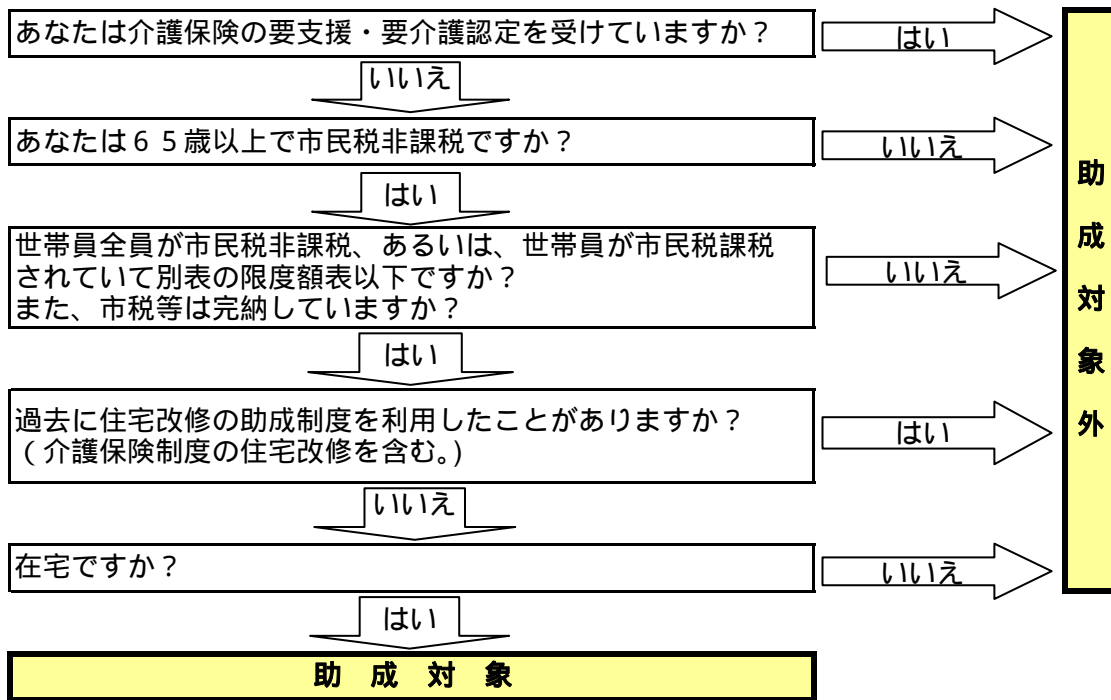 あなたは介護保険の要支援・要介護認定を受けていますか？
はい
いいえ
あなたは６５歳以上で市民税非課税ですか？
いいえ
はい
世帯員全員が市民税非課税、あるいは、世帯員が市民税課税
されていて別表の限度額表以下ですか？
また、市税等は完納していますか？
いいえ
はい
過去に住宅改修の助成制度を利用したことがありますか？
（介護保険制度の住宅改修を含む。）
はい
いいえ
在宅ですか？
いいえ
はい
助成対象
助成対象外